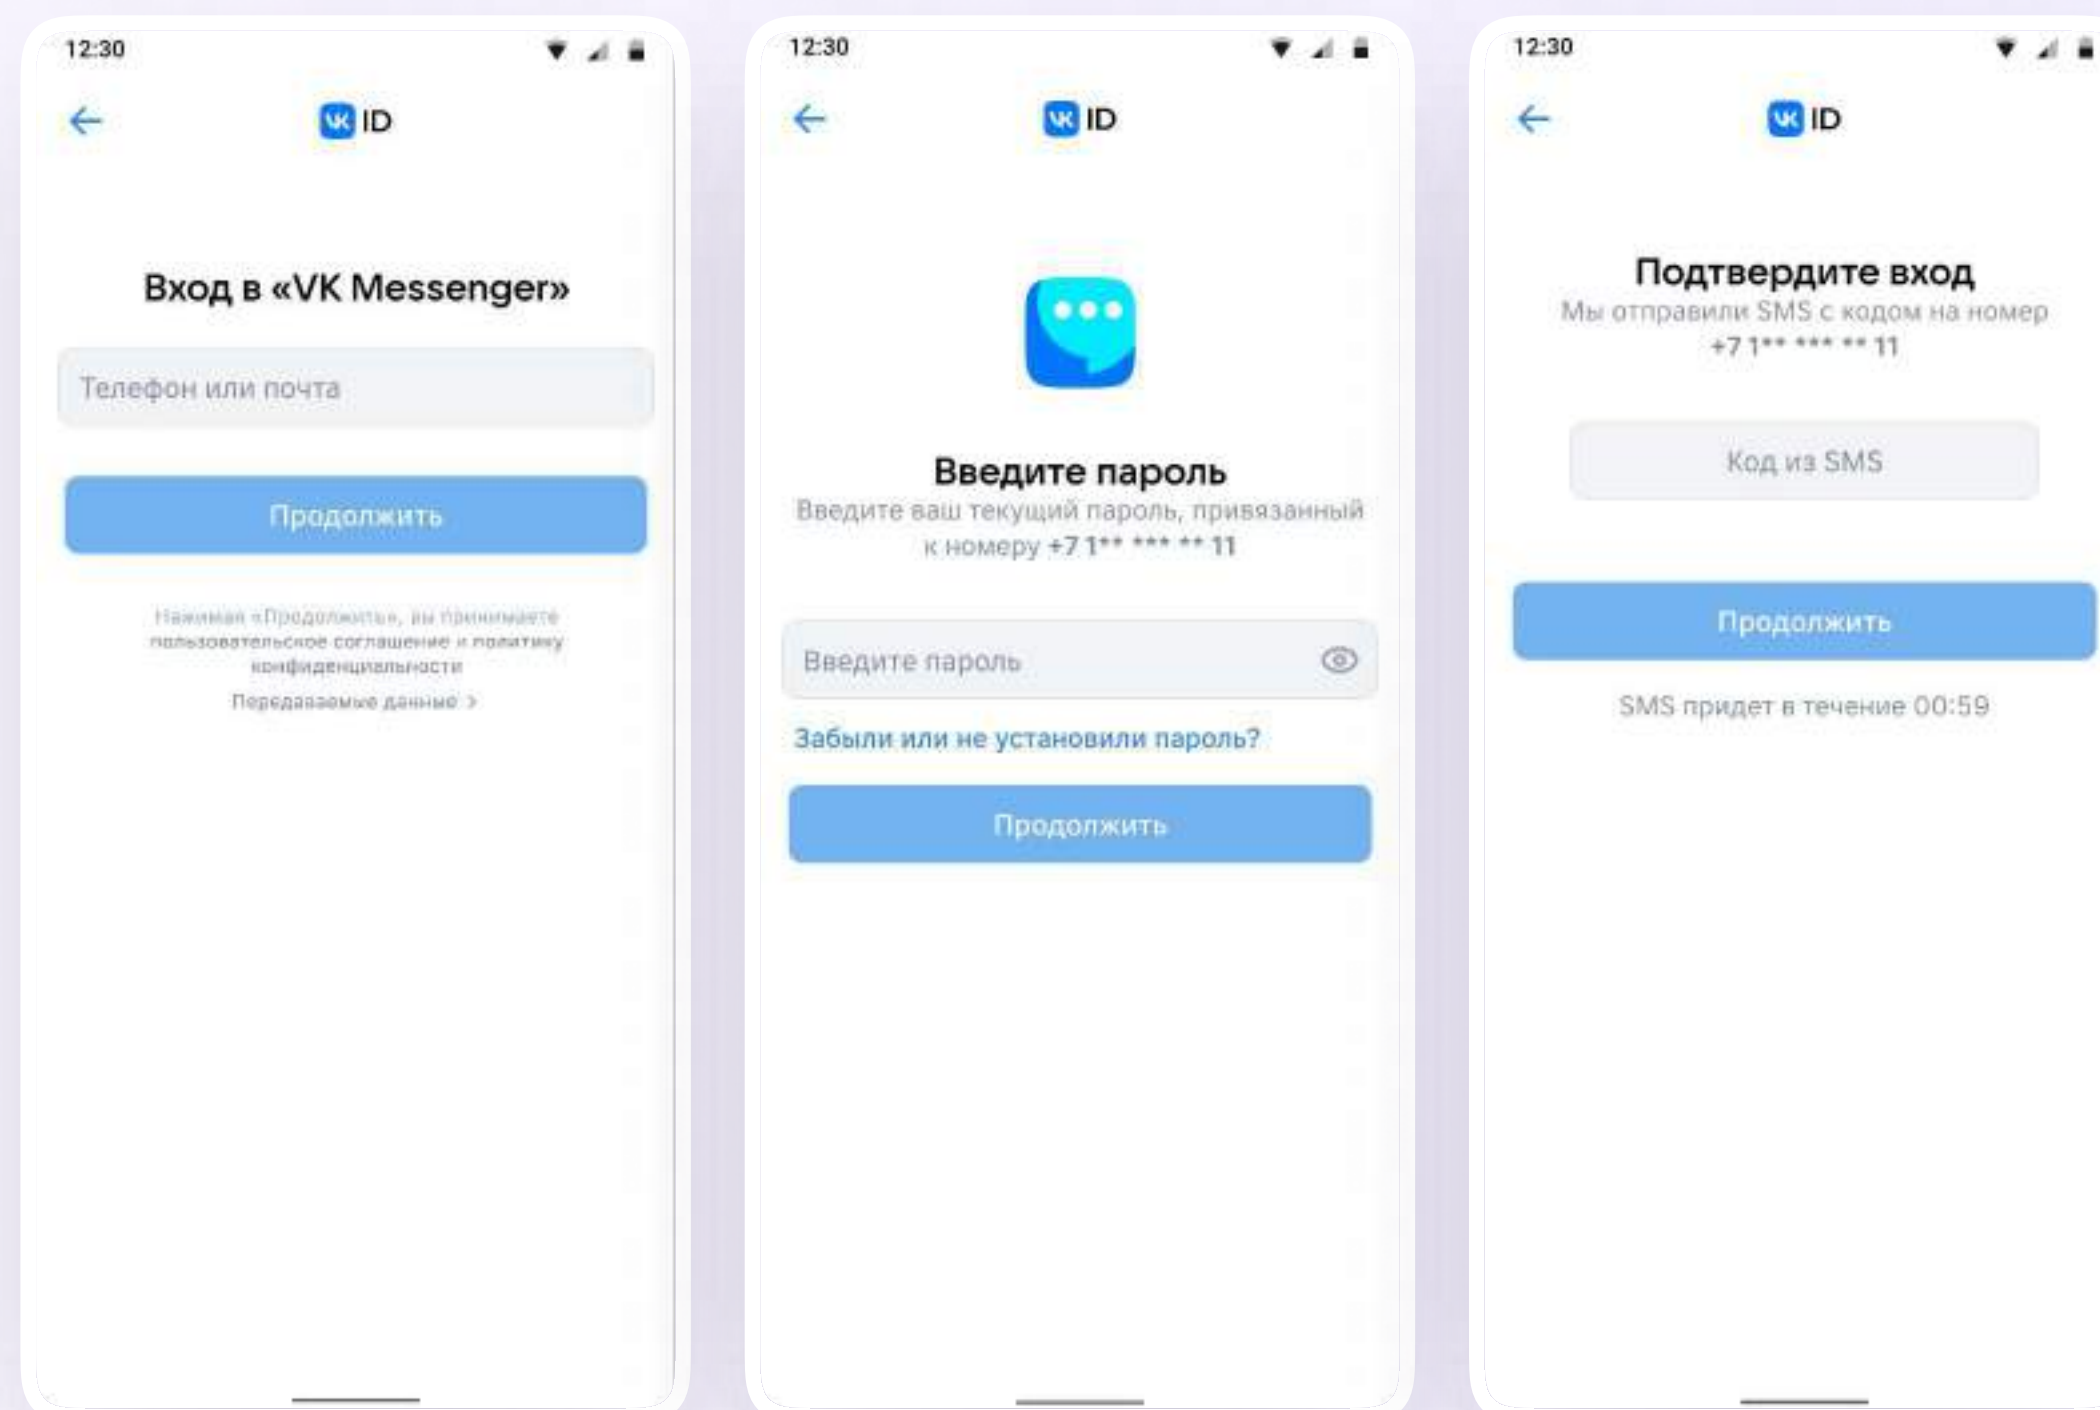 12:30
VK ID
Вход в «VK Messenger»
Телефон или почта
Продолжить
Нажимая «Продолжить», вы принимаете
пользовательское соглашение и политику
конфиденциальности
Передаваемые данные >
12:30
VK ID
Введите пароль
Введите ваш текущий пароль, привязанный
к номеру +7 1** *** ** 11
Введите пароль
Забыли или не установили пароль?
Продолжить
12:30
VK ID
Подтвердите вход
Мы отправили SMS с кодом на номер
+7 1** *** ** 11
Код из SMS
Продолжить
SMS придет в течение 00:59